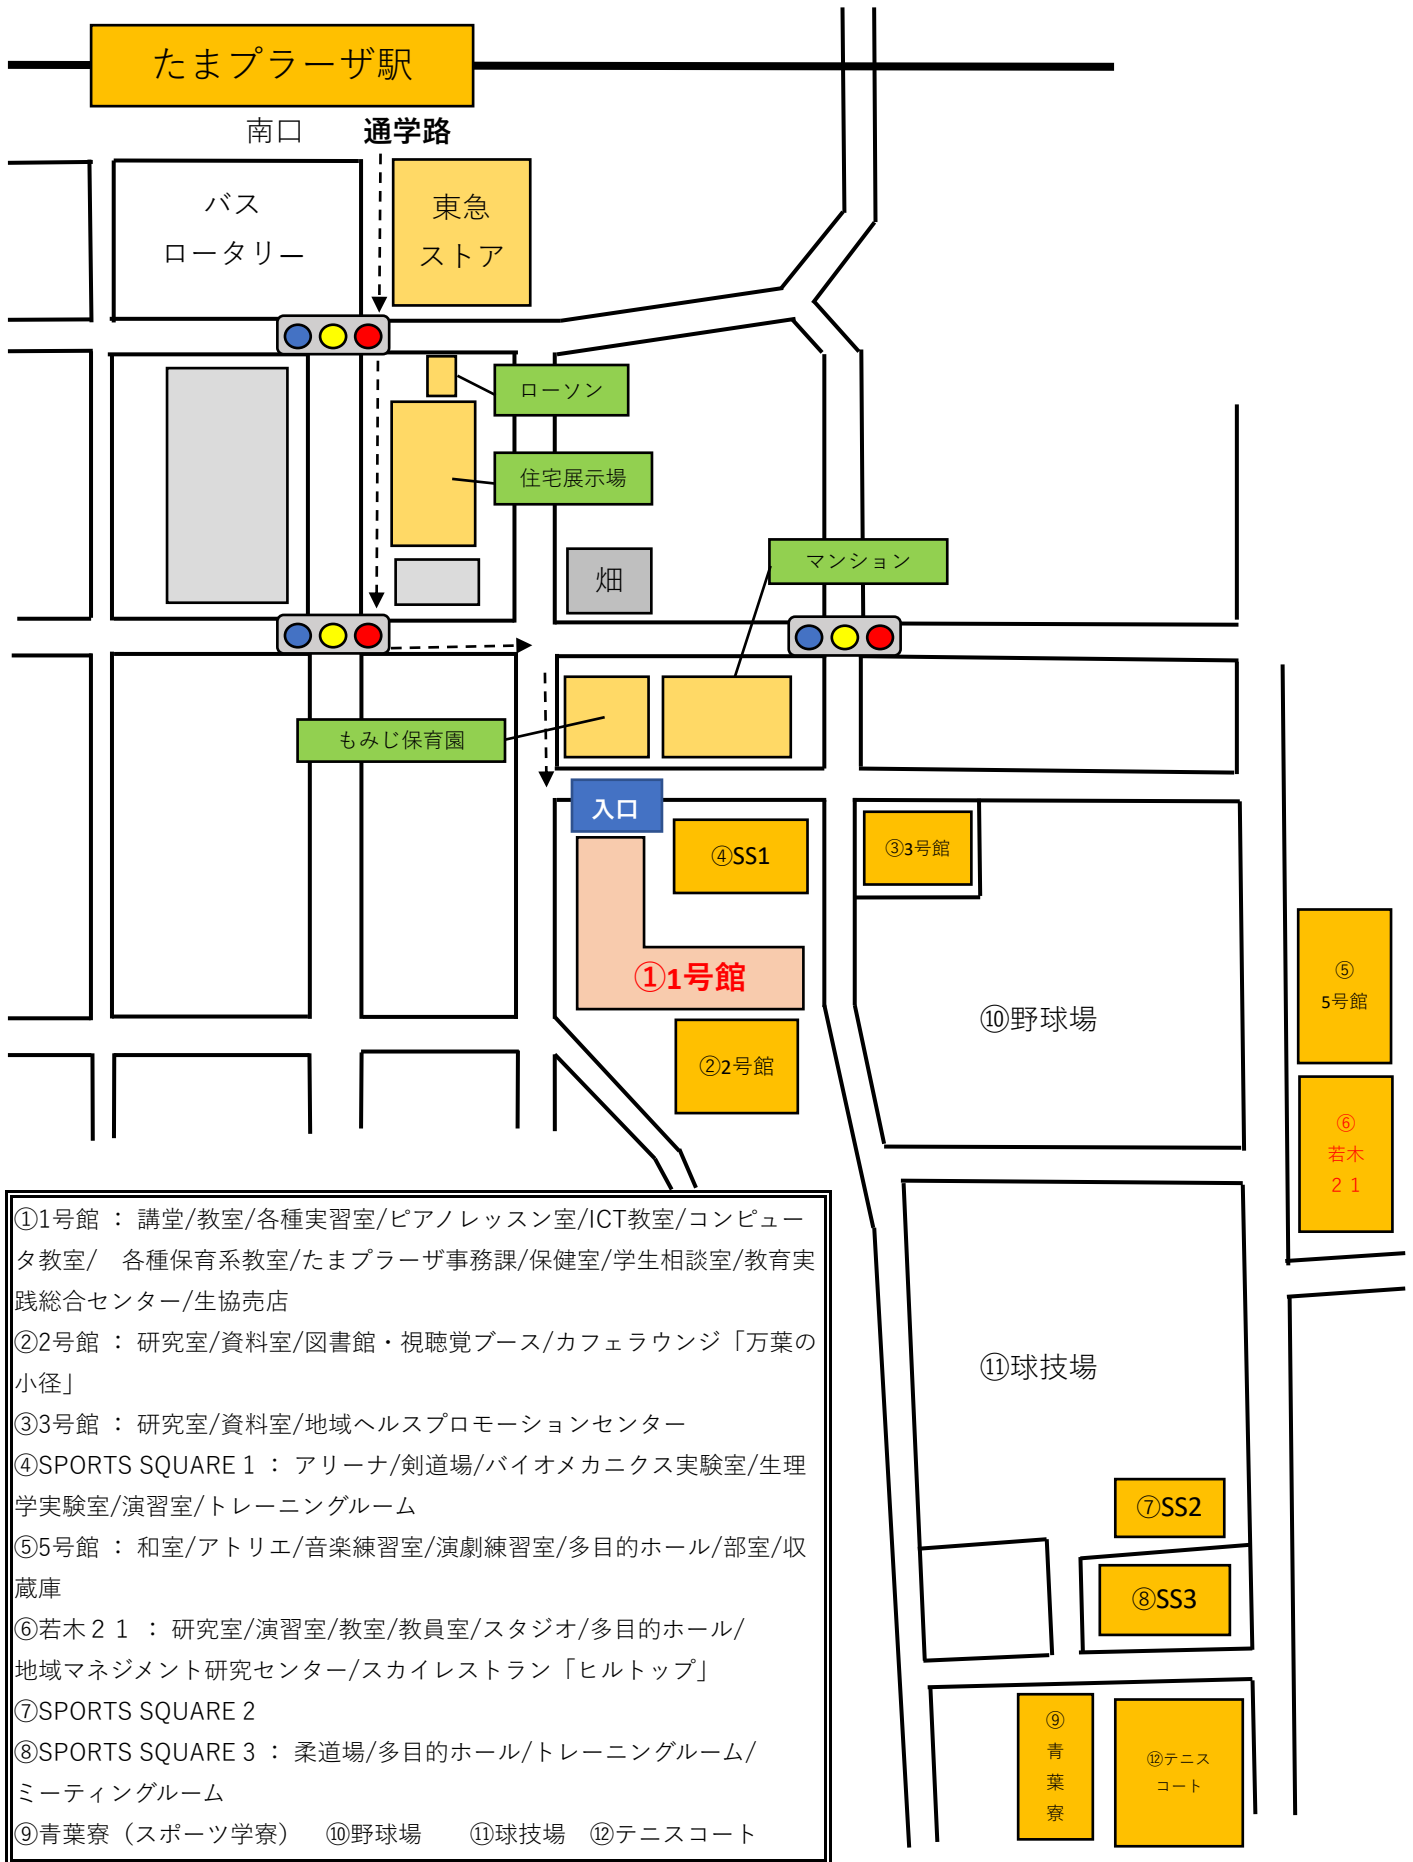 たまプラーザ駅
南口
通学路
バス
ロータリー
東急
ストア
ローソン
住宅展示場
畑
マンション
もみじ保育園
入口
④SS1
③3号館
①1号館
②2号館
⑩野球場
⑤
5号館
⑥
若木
２１
⑪球技場
⑦SS2
⑧SS3
⑨
青
葉
寮
⑫テニス
コート
①1号館 ： 講堂/教室/各種実習室/ピアノレッスン室/ICT教室/コンピュー
タ教室/　各種保育系教室/たまプラーザ事務課/保健室/学生相談室/教育実
践総合センター/生協売店
②2号館 ： 研究室/資料室/図書館・視聴覚ブース/カフェラウンジ「万葉の
小径」
③3号館 ： 研究室/資料室/地域ヘルスプロモーションセンター
④SPORTS SQUARE 1 ： アリーナ/剣道場/バイオメカニクス実験室/生理
学実験室/演習室/トレーニングルーム
⑤5号館 ： 和室/アトリエ/音楽練習室/演劇練習室/多目的ホール/部室/収
蔵庫
⑥若木２１ ： 研究室/演習室/教室/教員室/スタジオ/多目的ホール/
地域マネジメント研究センター/スカイレストラン「ヒルトップ」
⑦SPORTS SQUARE 2
⑧SPORTS SQUARE 3 ： 柔道場/多目的ホール/トレーニングルーム/
ミーティングルーム
⑨青葉寮（スポーツ学寮）　⑩野球場　　⑪球技場　⑫テニスコート